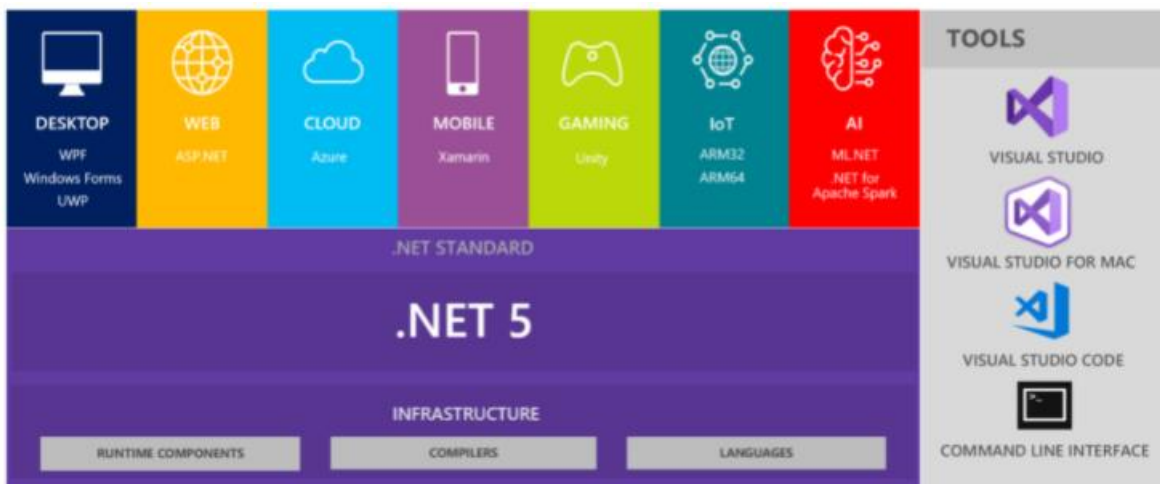 DESKTOP
WPF
Windows Forms
UWP
WEB
ASP.NET
CLOUD
Azure
MOBILE
Xamarin
GAMING
Unity
IoT
ARM32
ARM64
AI
ML.NET
.NET for
Apache Spark
.NET STANDARD
.NET 5
INFRASTRUCTURE
RUNTIME COMPONENTS
COMPILERS
LANGUAGES
TOOLS
VISUAL STUDIO
VISUAL STUDIO FOR MAC
VISUAL STUDIO CODE
>_
COMMAND LINE INTERFACE